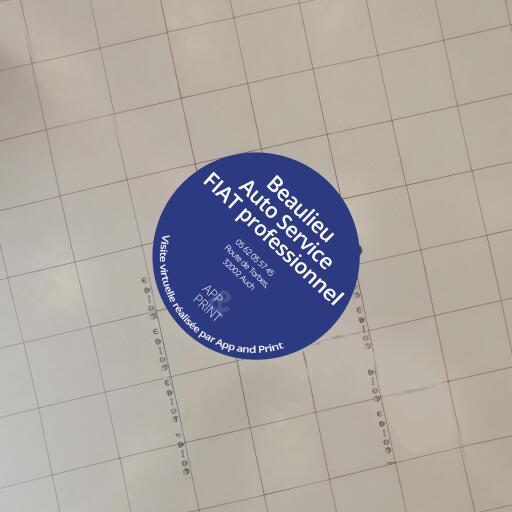 Beaulieu
Auto Service
FIAT professionnel
05 62 05 57 45
Route de Tarbes,
32002 Auch
APP &
PRINT
Visite virtuelle réalisée par App and Print